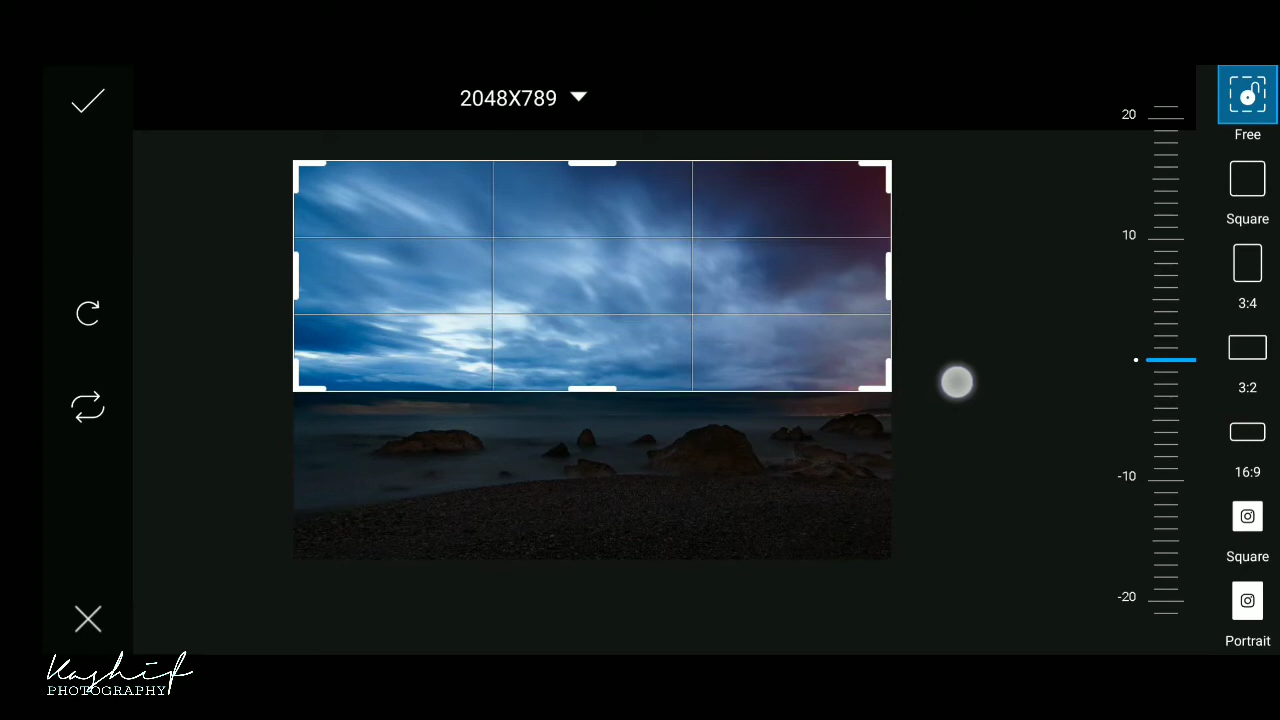 2048X789
20
10
-10
-20
Free
Square
3:4
3:2
16:9
Square
Portrait
Kashif
PHOTOGRAPHY